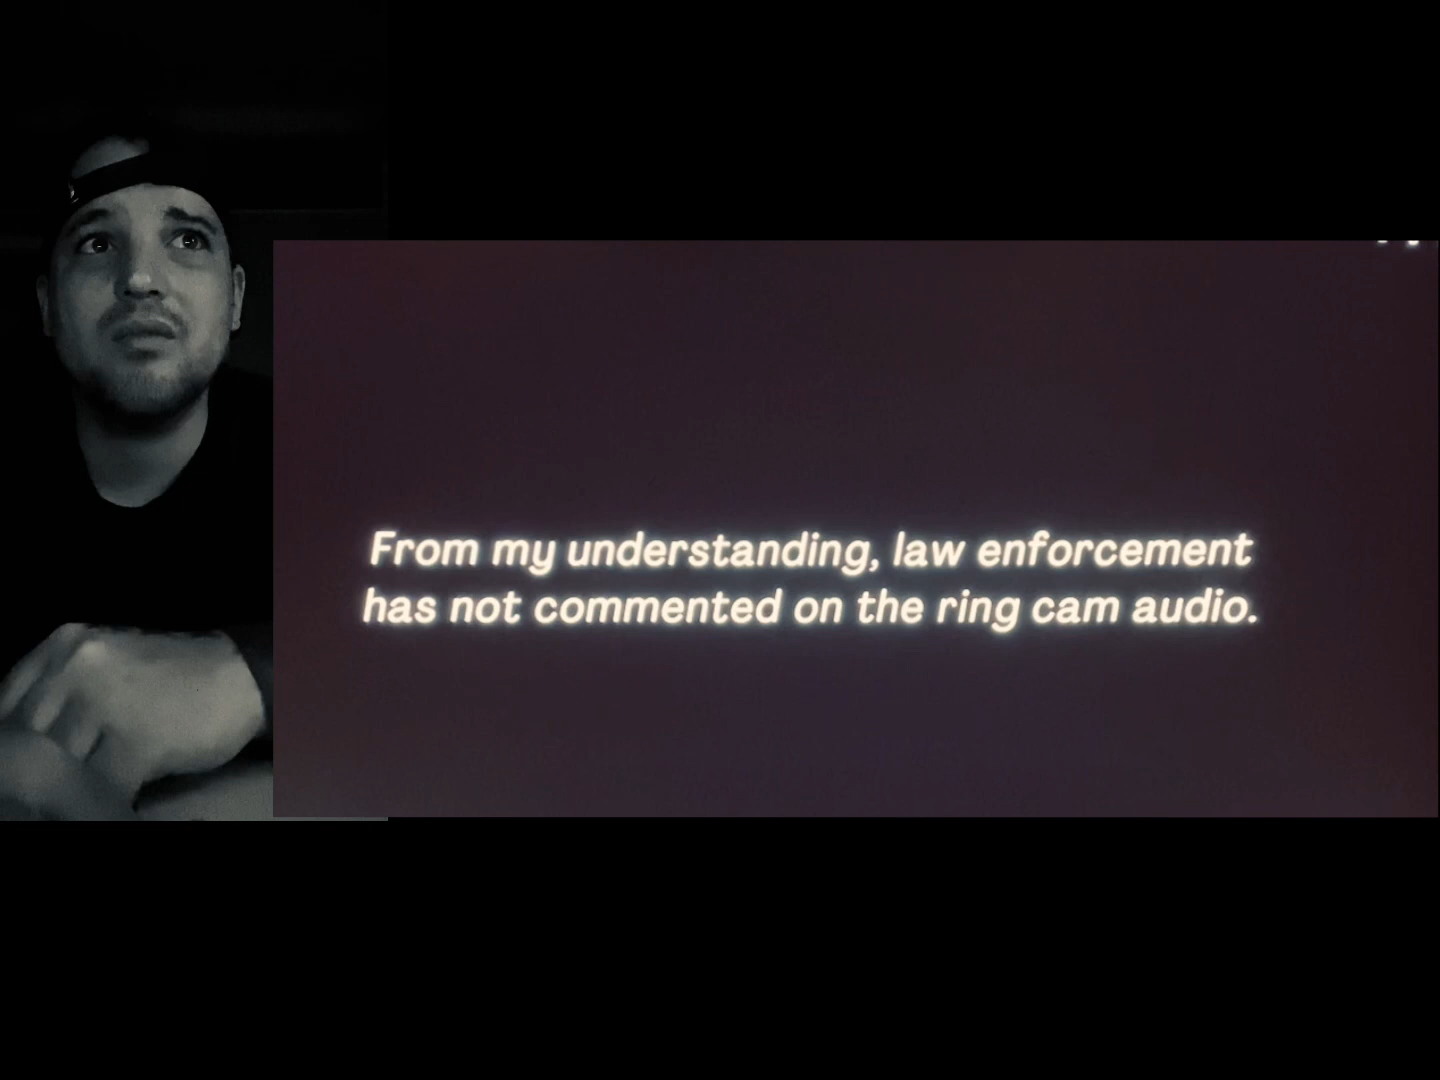 From my understanding, law enforcement
has not commented on the ring cam audio.